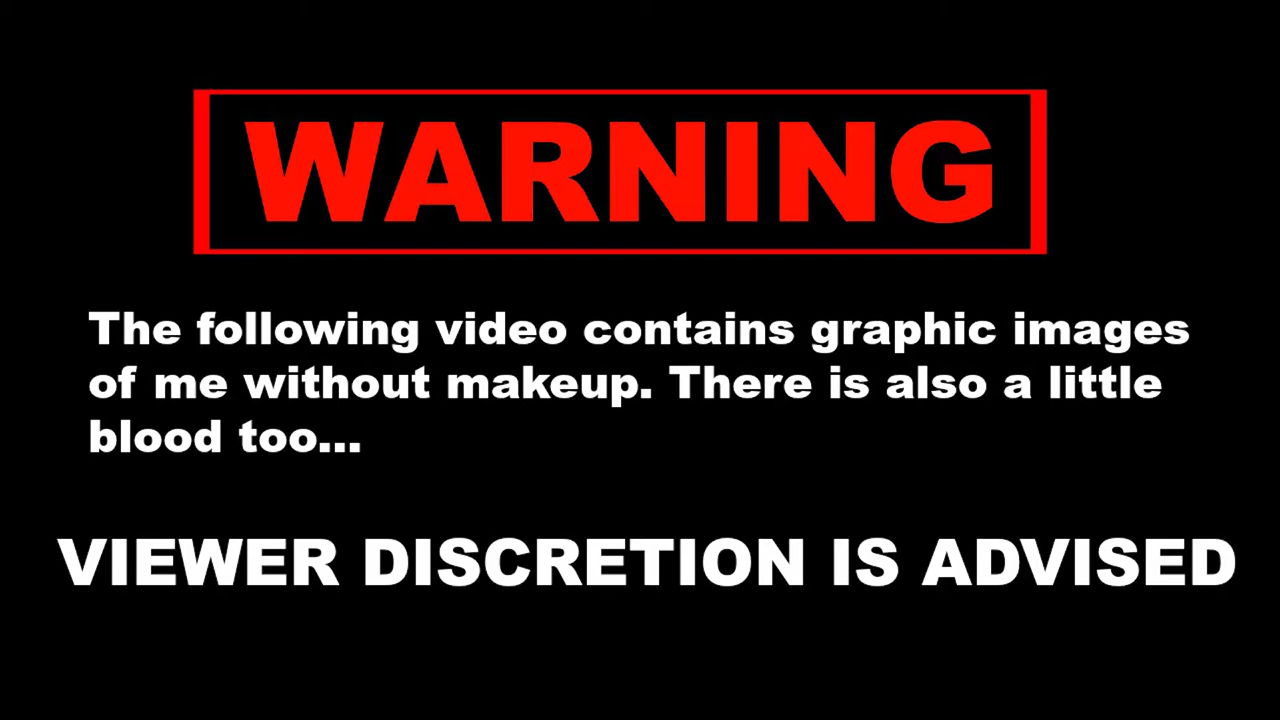 WARNING
The following video contains graphic images
of me without makeup. There is also a little
blood too...
VIEWER DISCRETION IS ADVISED